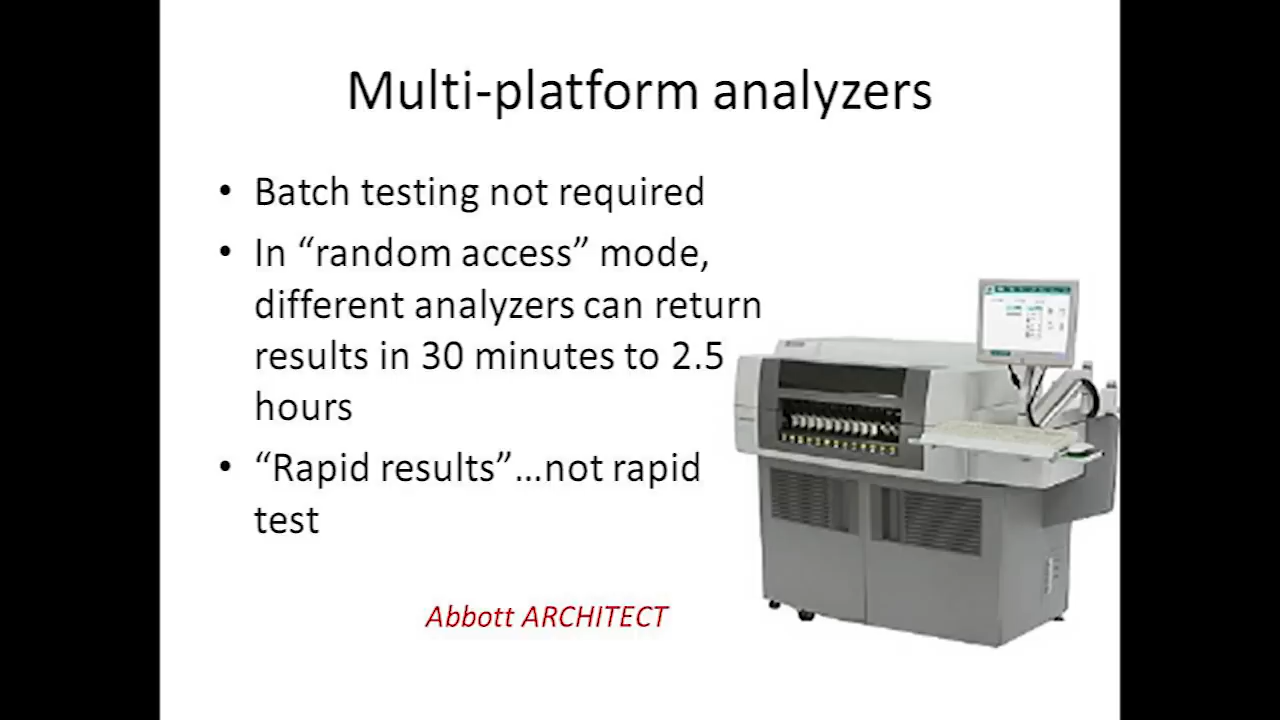 Multi-platform analyzers
• Batch testing not required
• In “random access” mode,
different analyzers can return
results in 30 minutes to 2.5
hours
• “Rapid results”...not rapid
test
Abbott ARCHITECT